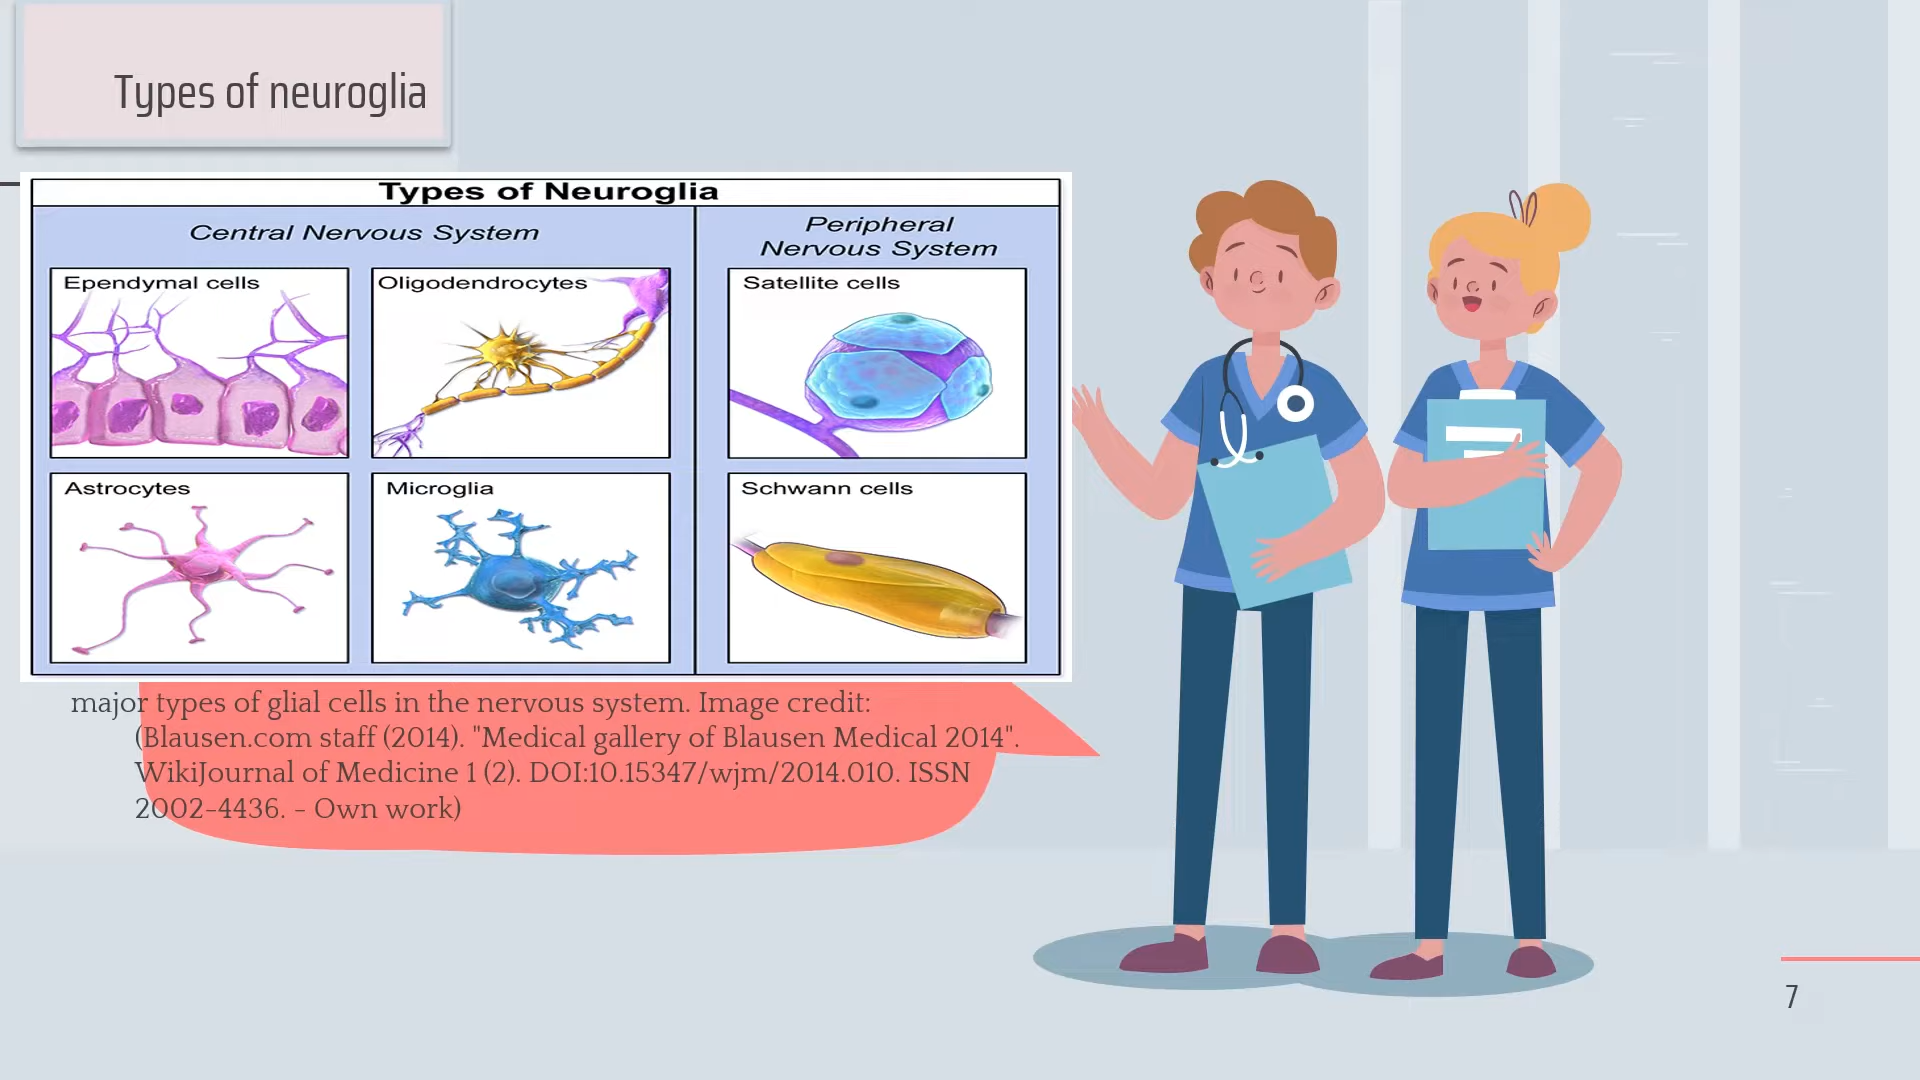 Types of neuroglia
Types of Neuroglia
Central Nervous System
Peripheral
Nervous System
Ependymal cells
Oligodendrocytes
Satellite cells
Astrocytes
Microglia
Schwann cells
major types of glial cells in the nervous system. Image credit:
(Blausen.com staff (2014). "Medical gallery of Blausen Medical 2014".
WikiJournal of Medicine 1 (2). DOI:10.15347/wjm/2014.010. ISSN
2002-4436. - Own work)
7